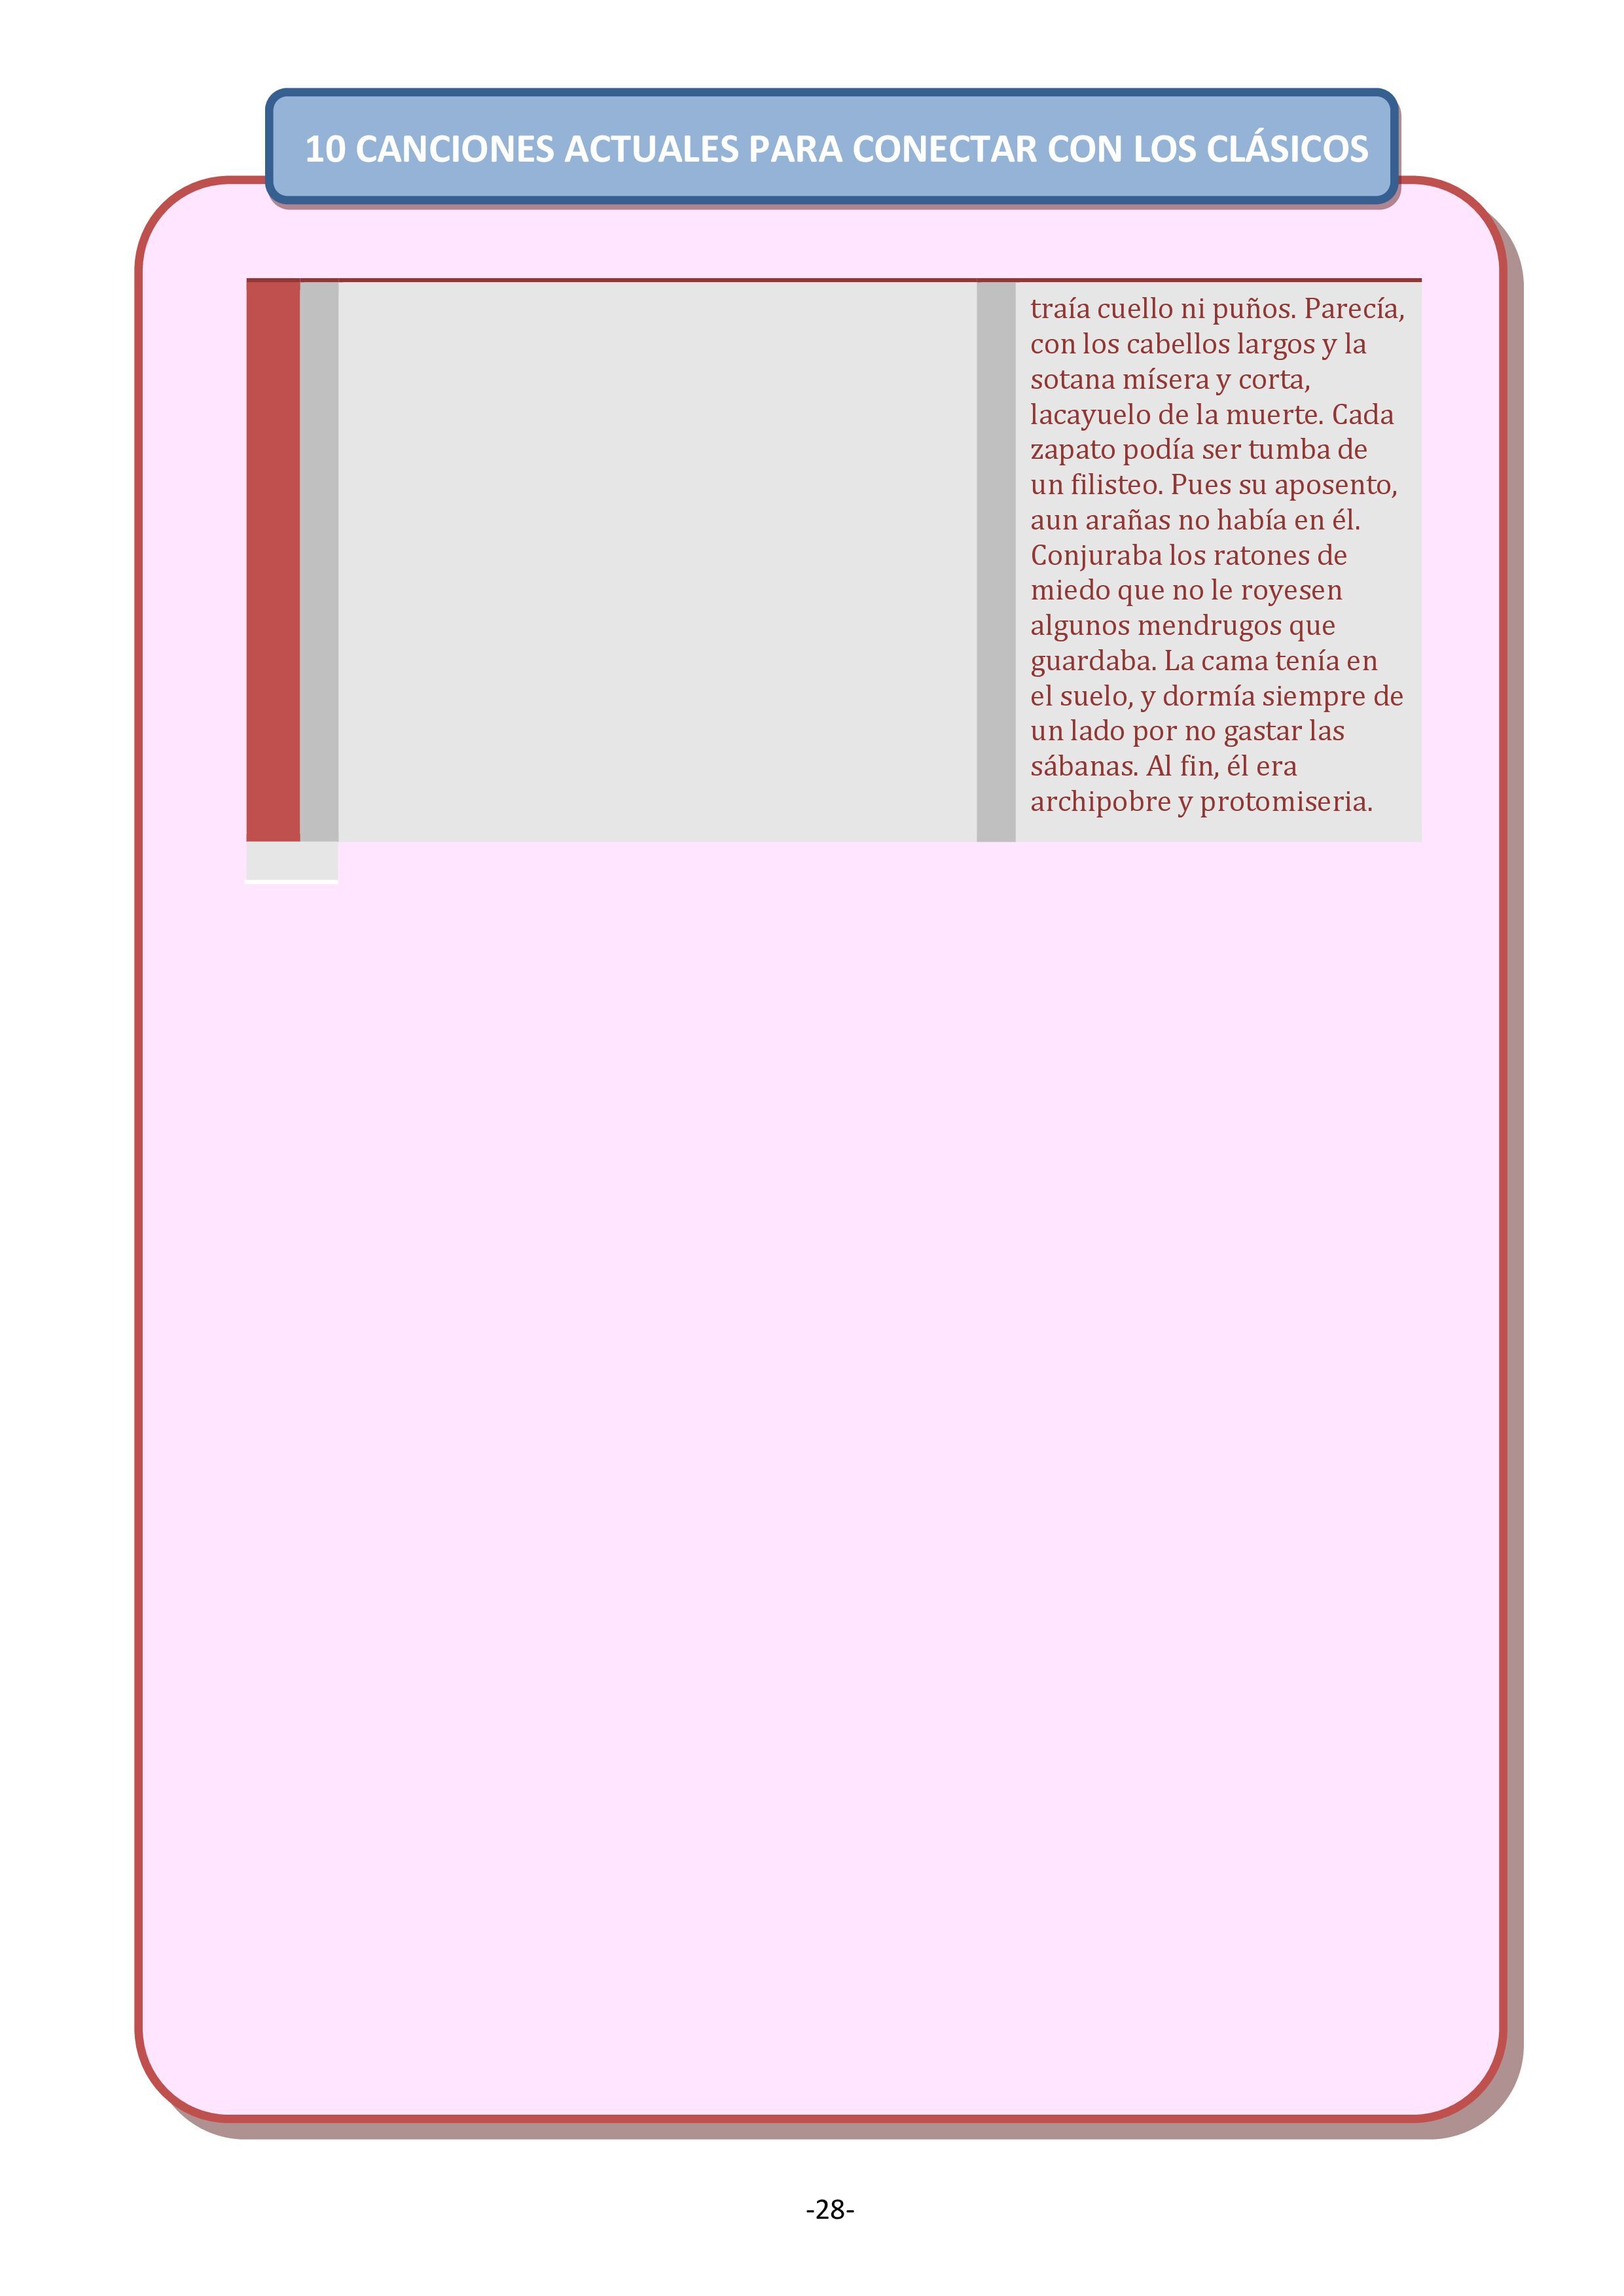 10 CANCIONES ACTUALES PARA CONECTAR CON LOS CLÁSICOS
traía cuello ni puños. Parecía,
con los cabellos largos y la
sotana mísera y corta,
lacayuelo de la muerte. Cada
zapato podía ser tumba de
un filisteo. Pues su aposento,
aun arañas no había en él.
Conjuraba los ratones de
miedo que no le royesen
algunos mendrugos que
guardaba. La cama tenía en
el suelo, y dormía siempre de
un lado por no gastar las
sábanas. Al fin, él era
archipobre y protomiseria.
-28-